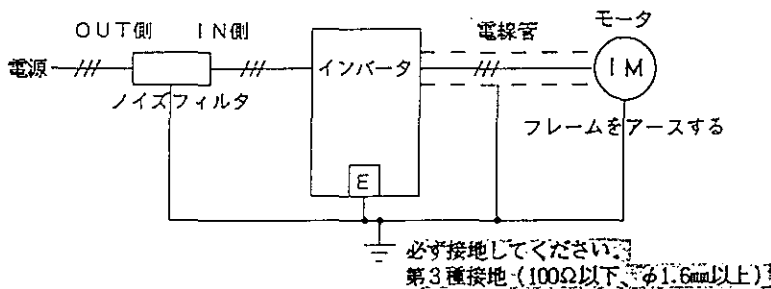 OUT側 IN側
電線管
モータ
電源
インバータ
IM
ノイズフィルタ
フレームをアースする
E
必ず接地してください。
第3種接地(100Ω以下、φ1.6㎜以上)